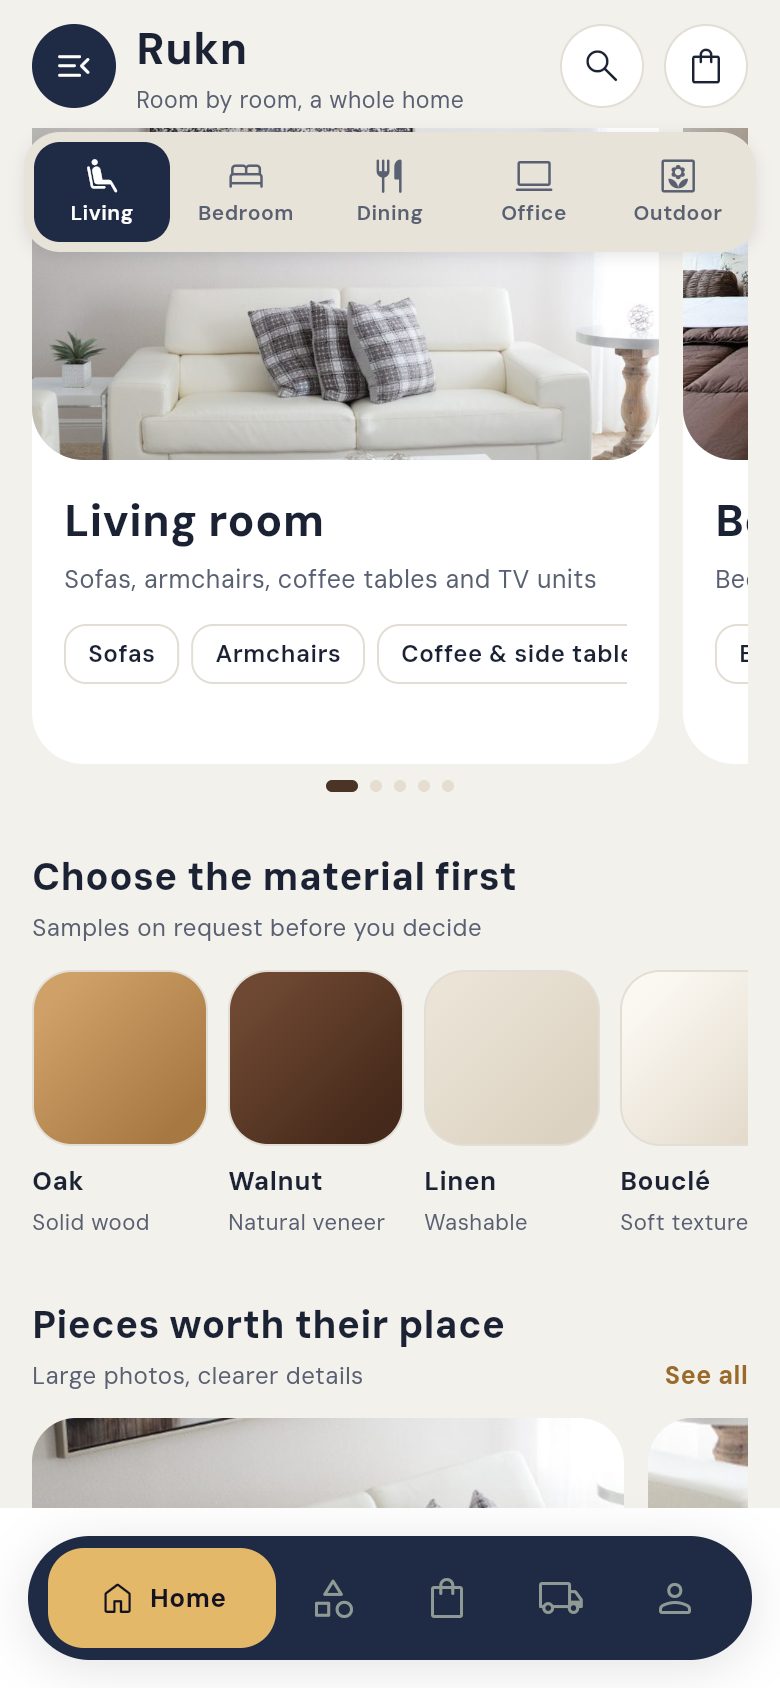 Rukn
Room by room, a whole home
Living
Bedroom
Dining
Office
Outdoor
Living room
Sofas, armchairs, coffee tables and TV units
Sofas
Armchairs
Coffee & side table
Choose the material first
Samples on request before you decide
Oak
Walnut
Linen
Bouclé
Solid wood
Natural veneer
Washable
Soft texture
Pieces worth their place
Large photos, clearer details
See all
Home